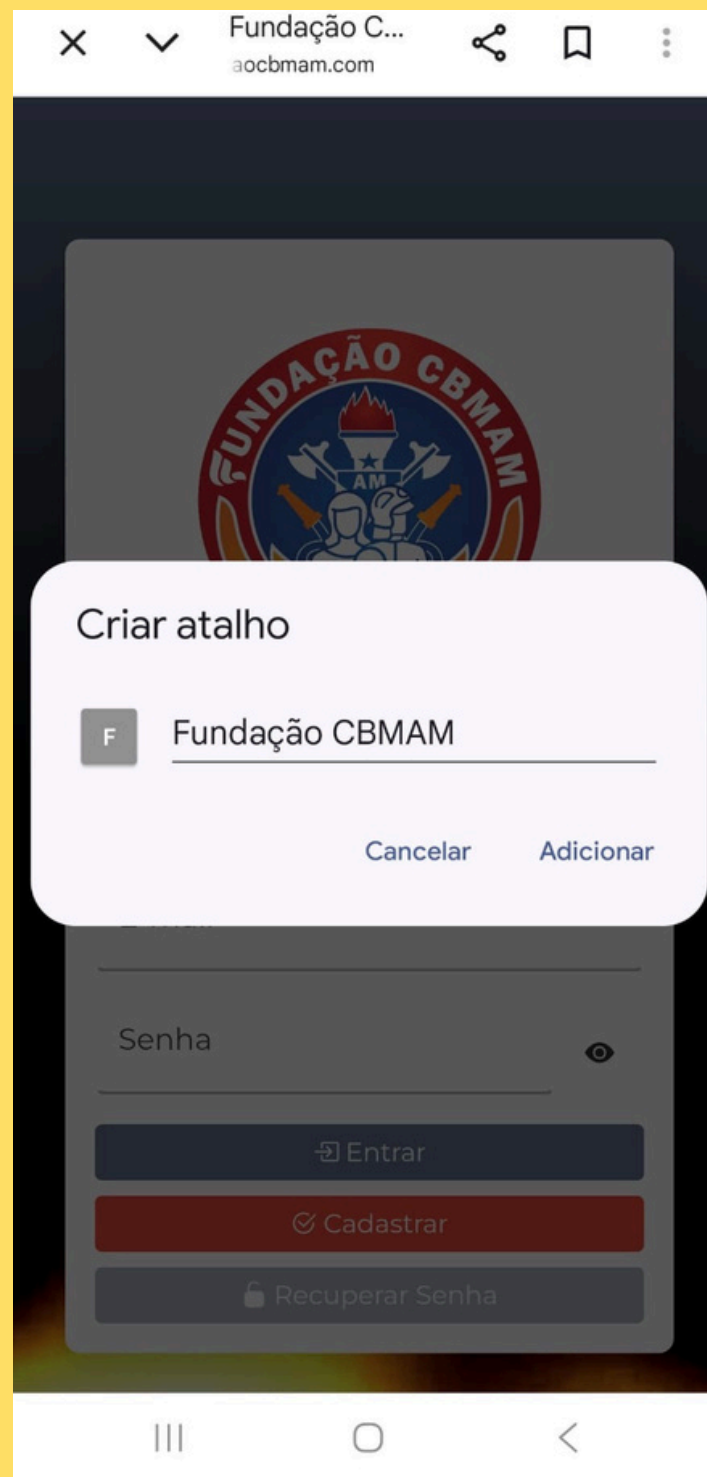 Fundação C...
aocbmam.com
FUNDAÇÃO CBMAM
AM
Criar atalho
F
Fundação CBMAM
Cancelar Adicionar
Senha
Entrar
Cadastrar
Recuperar Senha